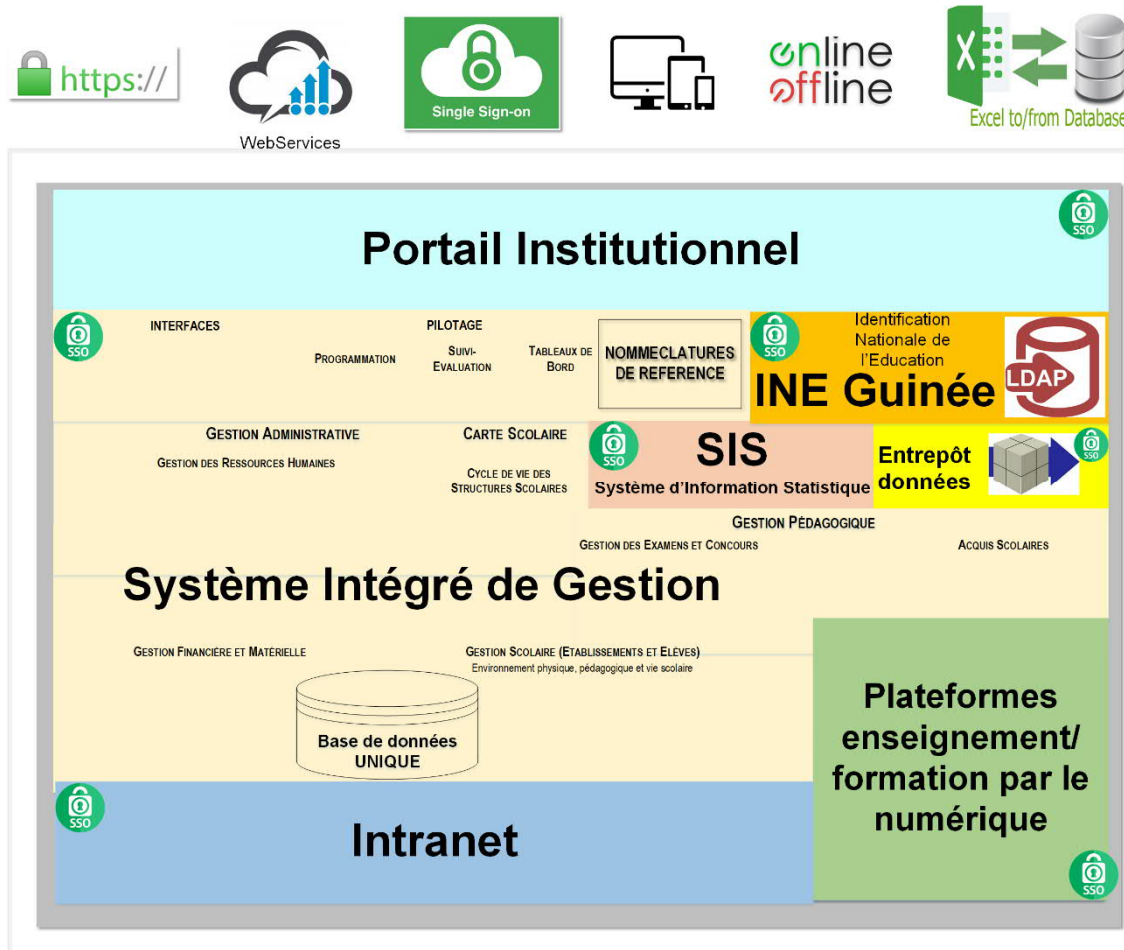 https://
WebServices
Single Sign-on
online
offline
Excel to/from Database
Portail Institutionnel
SSO
SSO
INTERFACES
PILOTAGE
PROGRAMMATION
SUIVI-
EVALUATION
TABLEAUX DE
BORD
NOMMECLATURES
DE REFERENCE
SSO
Identification
Nationale de
l'Education
INE Guinée
LDAP
GESTION ADMINISTRATIVE
GESTION DES RESSOURCES HUMAINES
CARTE SCOLAIRE
CYCLE DE VIE DES
STRUCTURES SCOLAIRES
SSO
SIS
Système d'Information Statistique
Entrepôt
données
SSO
GESTION PÉDAGOGIQUE
GESTION DES EXAMENS ET CONCOURS
ACQUIS SCOLAIRES
Système Intégré de Gestion
GESTION FINANCIÈRE ET MATÉRIELLE
GESTION SCOLAIRE (ETABLISSEMENTS ET ELÈVES)
Environnement physique, pédagogique et vie scolaire
Base de données
UNIQUE
Plateformes
enseignement/
formation par le
numérique
SSO
SSO
Intranet